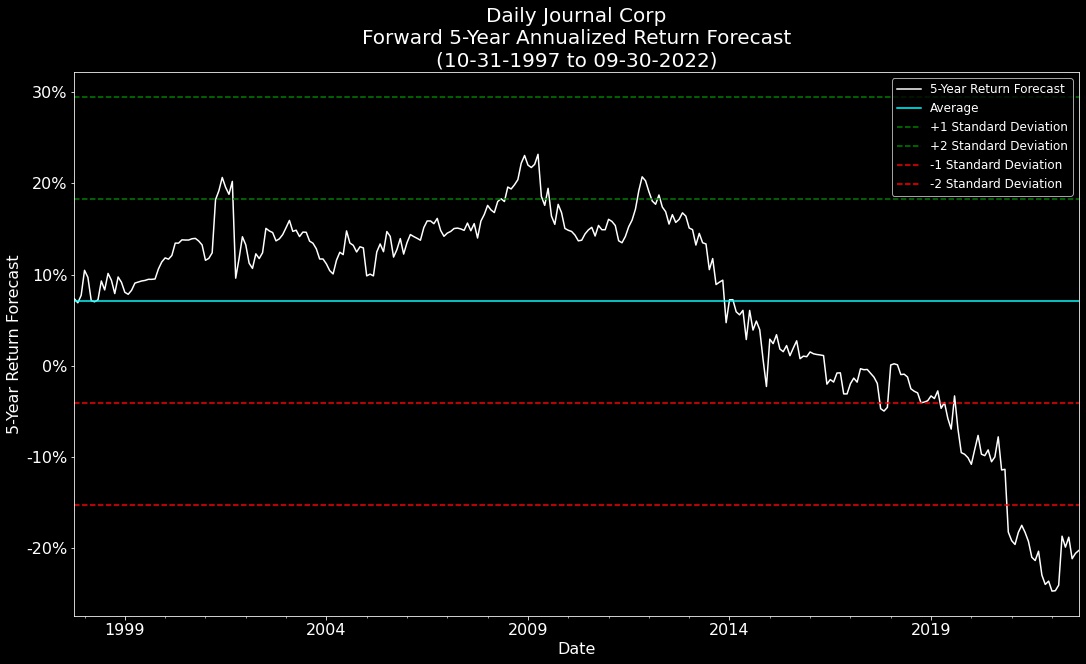 Daily Journal Corp
Forward 5-Year Annualized Return Forecast
(10-31-1997 to 09-30-2022)
5-Year Return Forecast
30%
20%
10%
0%
-10%
-20%
5-Year Return Forecast
Average
+1 Standard Deviation
+2 Standard Deviation
-1 Standard Deviation
-2 Standard Deviation
1999
2004
2009
2014
2019
Date